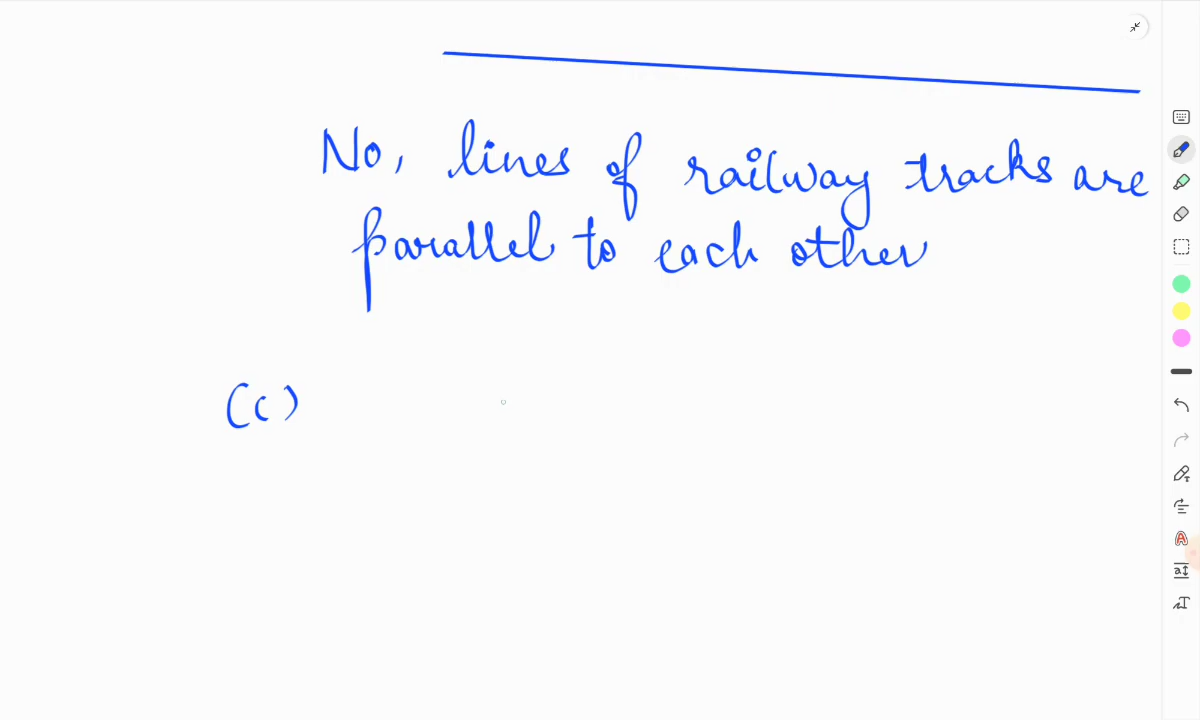 No, lines of railway tracks are
parallel to each other
(c)